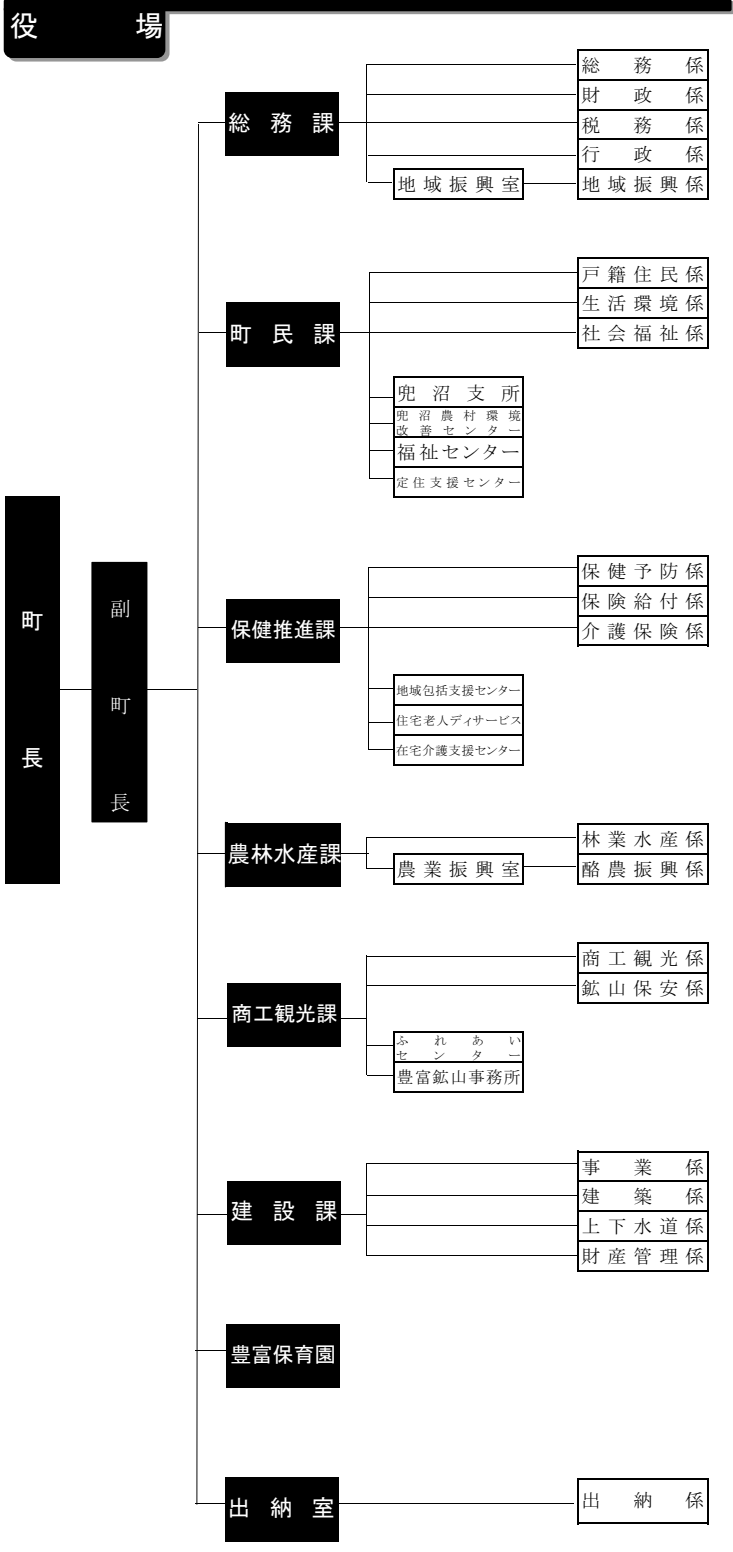 役場
総務課
総務係
財政係
税務係
行政係
地域振興室
地域振興係
町民課
戸籍住民係
生活環境係
社会福祉係
兜沼支所
兜沼農村環境
改善センター
福祉センター
定住支援センター
町長
副町長
保健推進課
保健予防係
保険給付係
介護保険係
地域包括支援センター
住宅老人ディサービス
在宅介護支援センター
農林水産課
林業水産係
農業振興室
酪農振興係
商工観光課
商工観光係
鉱山保安係
ふれあい
センター
豊富鉱山事務所
建設課
事業係
建築係
上下水道係
財産管理係
豊富保育園
出納室
出納係